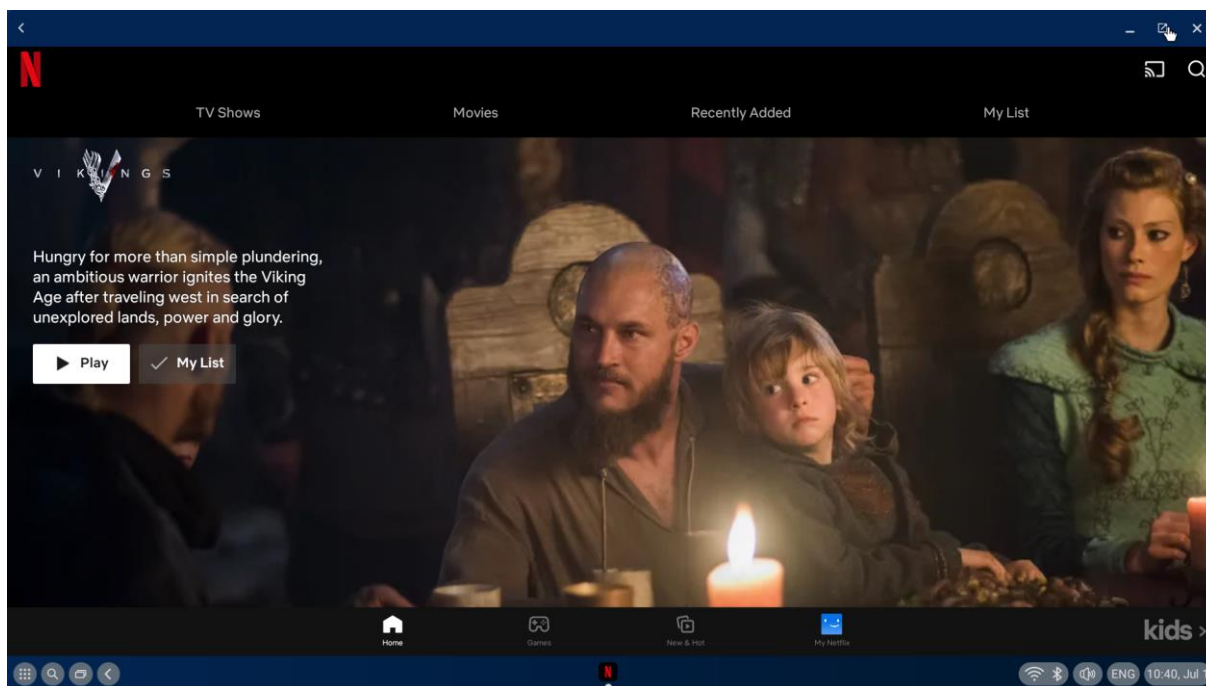 N
TV Shows Movies Recently Added My List
VIKINGS
Hungry for more than simple plundering,
an ambitious warrior ignites the Viking
Age after traveling west in search of
unexplored lands, power and glory.
Play My List
Home Games New & Hot My Netflix
kids
N
ENG 10:40, Jul 1